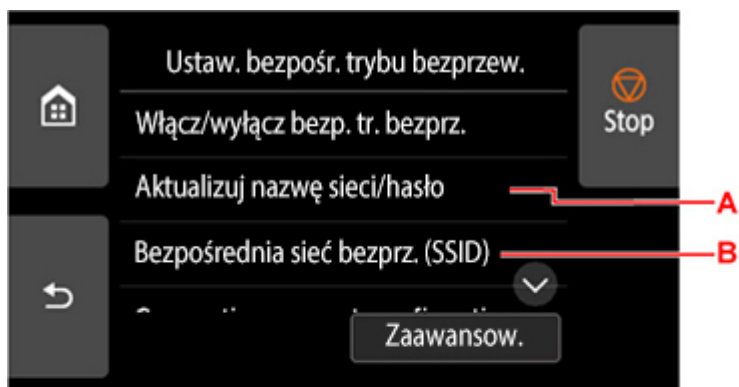 Ustaw. bezpośr. trybu bezprzew.
Stop
Włącz/wyłącz bezp. tr. bezprz.
Aktualizuj nazwę sieci/hasło
A
Bezpośrednia sieć bezprz. (SSID)
B
Zaawansow.